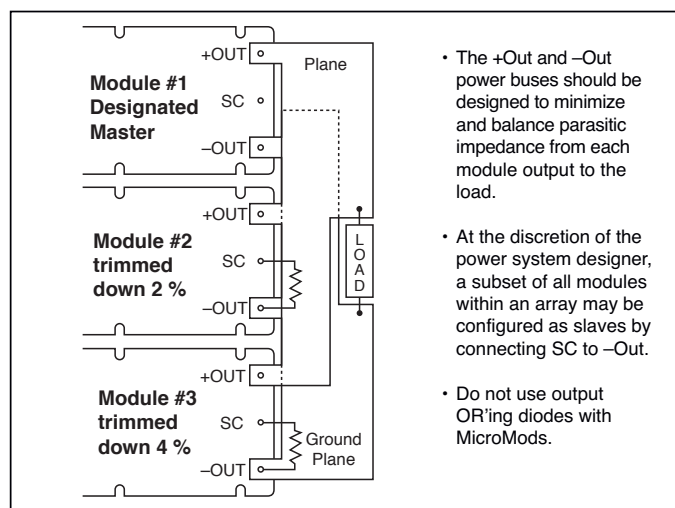 +OUT
Plane
Module #1
Designated
Master
SC
–OUT
+OUT
Module #2
trimmed
down 2 %
SC
–OUT
LOAD
+OUT
Module #3
trimmed
down 4 %
SC
Ground
Plane
–OUT
• The +Out and –Out
power buses should be
designed to minimize
and balance parasitic
impedance from each
module output to the
load.
• At the discretion of the
power system designer,
a subset of all modules
within an array may be
configured as slaves by
connecting SC to –Out.
• Do not use output
OR'ing diodes with
MicroMods.